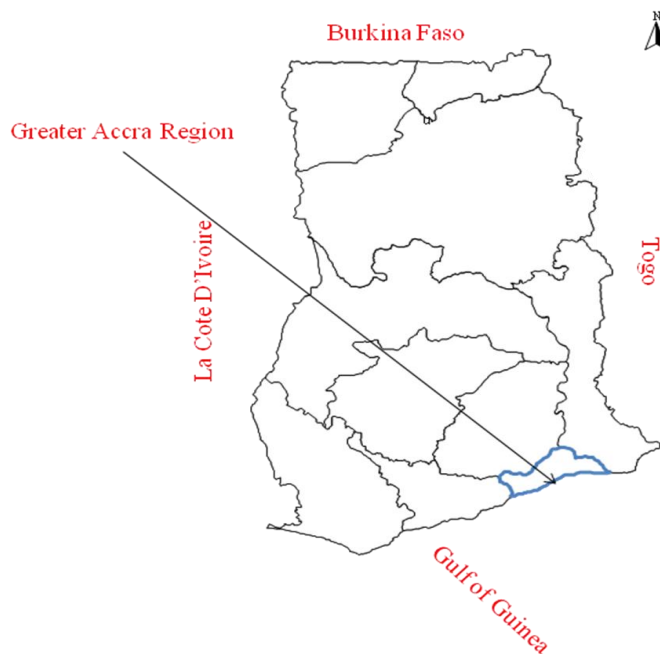 N
Burkina Faso
Greater Accra Region
La Cote D'Ivoire
Togo
Gulf of Guinea